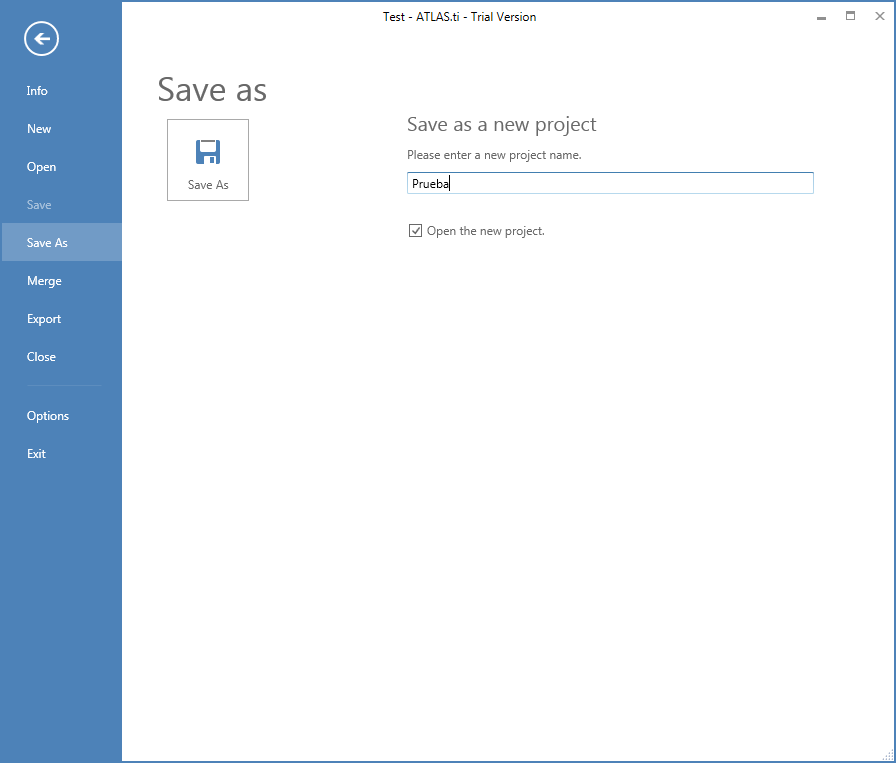 Test - ATLAS.ti - Trial Version
Info
New
Open
Save
Save As
Merge
Export
Close
Options
Exit
Save as
Save As
Save as a new project
Please enter a new project name.
Prueba
Open the new project.